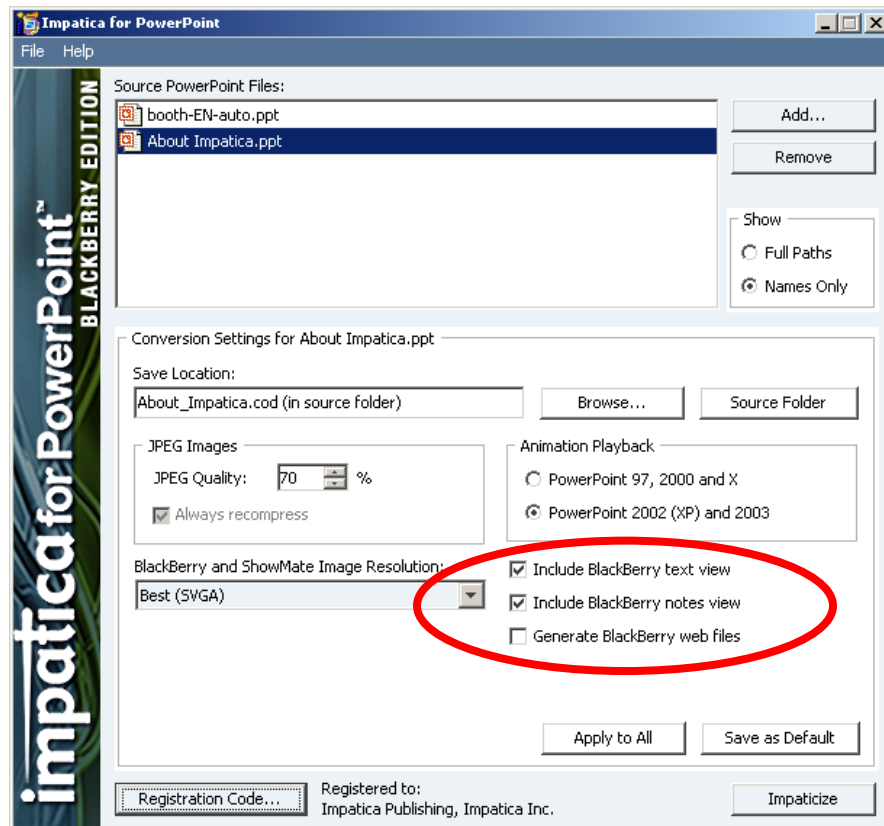 Impatica for PowerPoint
File Help
impatica for PowerPoint™
BLACKBERRY EDITION
Source PowerPoint Files:
booth-EN-auto.ppt
About Impatica.ppt
Add...
Remove
Show
Full Paths
Names Only
Conversion Settings for About Impatica.ppt
Save Location:
About_Impatica.cod (in source folder)
Browse...
Source Folder
JPEG Images
JPEG Quality: 70 %
Always recompress
Animation Playback
PowerPoint 97, 2000 and X
PowerPoint 2002 (XP) and 2003
BlackBerry and ShowMate Image Resolution:
Best (SVGA)
Include BlackBerry text view
Include BlackBerry notes view
Generate BlackBerry web files
Apply to All
Save as Default
Registration Code...
Registered to:
Impatica Publishing, Impatica Inc.
Impaticize